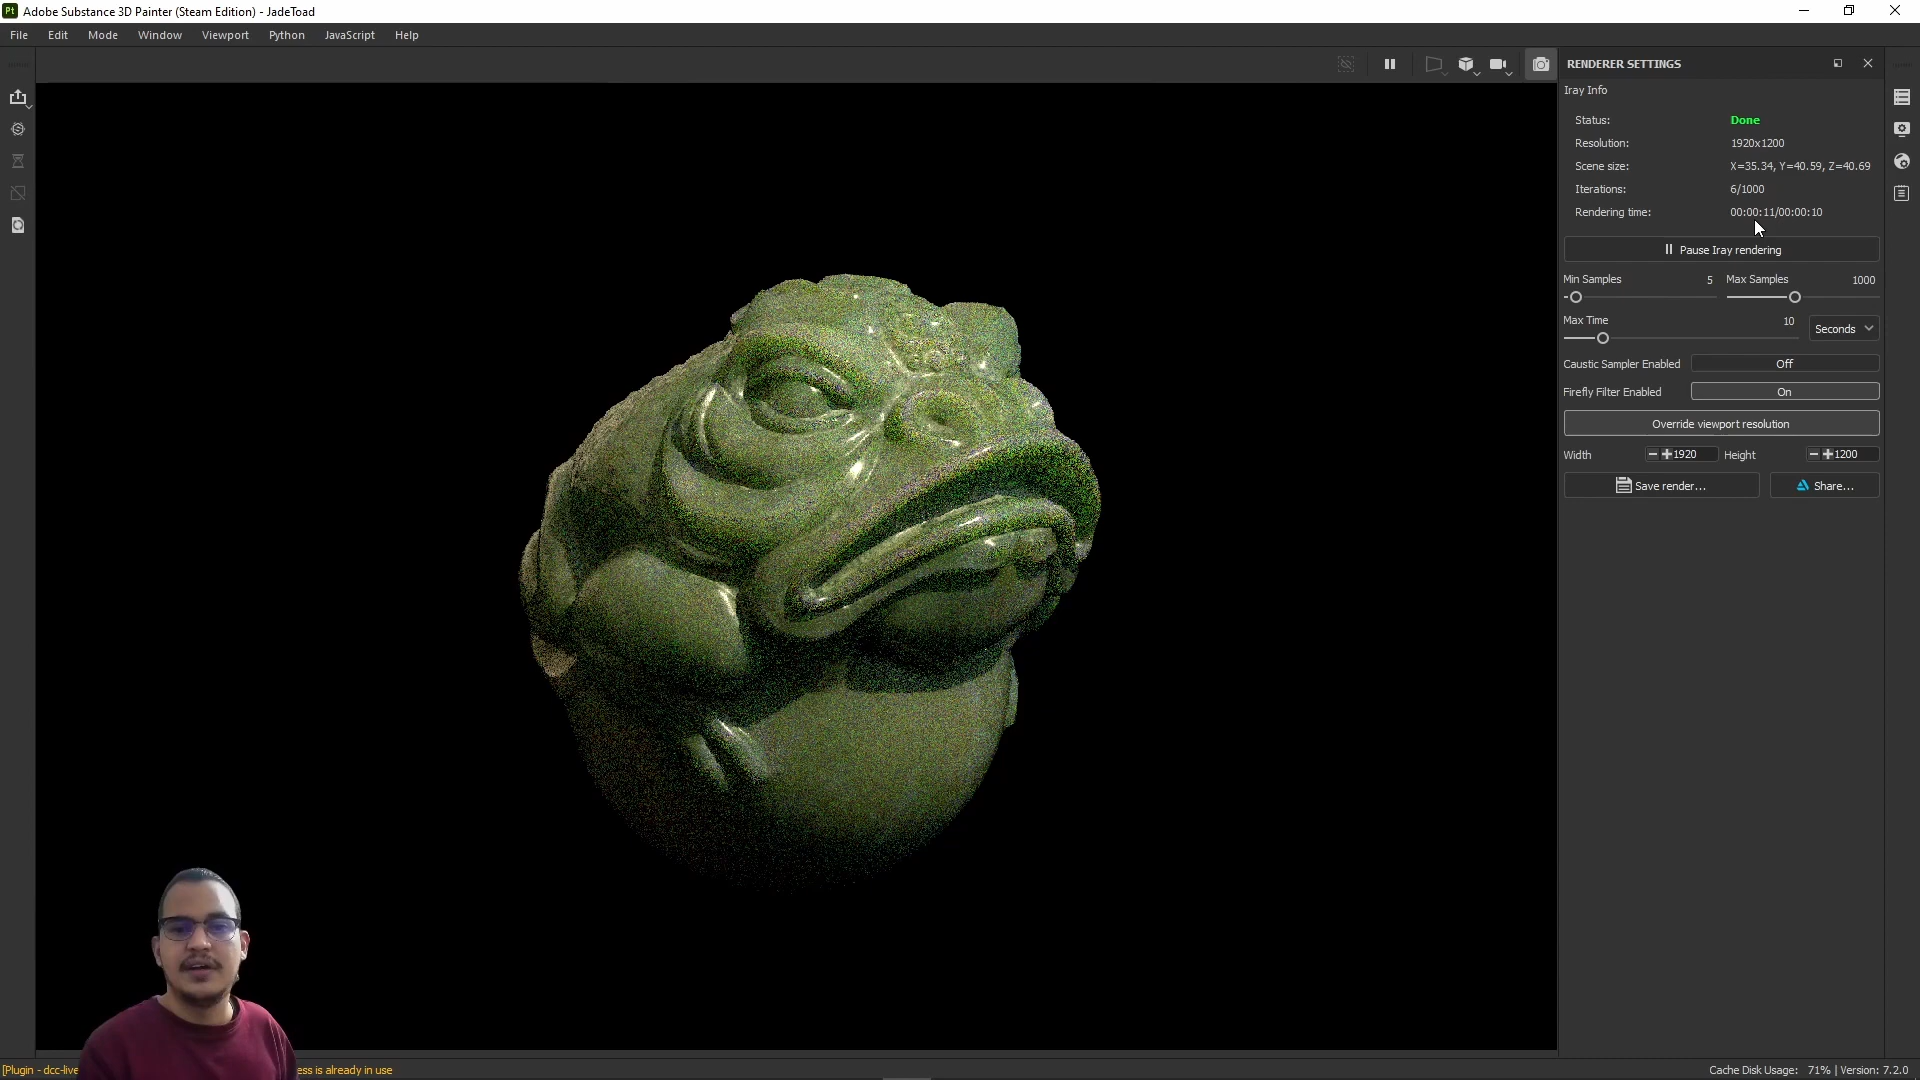 Pt Adobe Substance 3D Painter (Steam Edition) - JadeToad
File Edit Mode Window Viewport Python JavaScript Help
RENDERER SETTINGS
Iray Info
Status: Done
Resolution: 1920x1200
Scene size: X=35.34, Y=40.59, Z=40.69
Iterations: 6/1000
Rendering time: 00:00:11/00:00:10
Pause Iray rendering
Min Samples 5 Max Samples 1000
Max Time 10 Seconds
Caustic Sampler Enabled Off
Firefly Filter Enabled On
Override viewport resolution
Width 1920 Height 1200
Save render... Share...
[Plugin - dcc-live ess is already in use
Cache Disk Usage: 71% | Version: 7.2.0